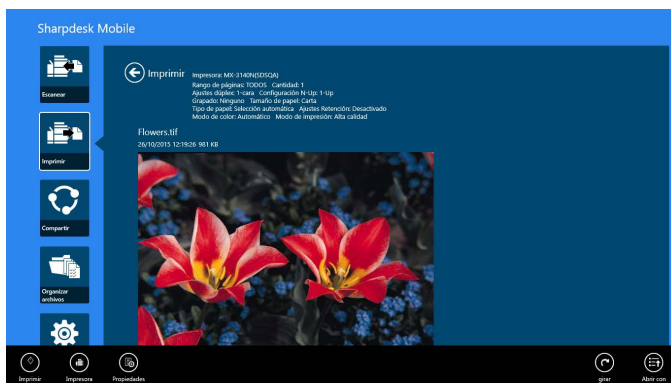 Sharpdesk Mobile
Escanear
Imprimir
Compartir
Organizar
archivos
Imprimir
Impresora: MX-3140N(SDSQA)
Rango de páginas: TODOS Cantidad: 1
Ajustes dúplex: 1-cara Configuración N-Up: 1-Up
Grapado: Ninguno Tamaño de papel: Carta
Tipo de papel: Selección automática Ajustes Retención: Desactivado
Modo de color: Automático Modo de impresión: Alta calidad
Flowers.tif
26/10/2015 12:19:26 981 KB
Imprimir
Impresora
Propiedades
girar
Abrir con